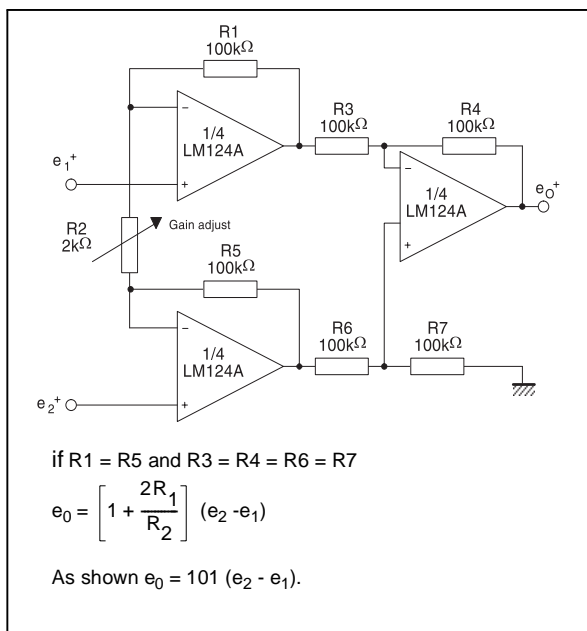 R1
100kΩ
R3
100kΩ
R4
100kΩ
1/4
LM124A
e1+
eO+
1/4
LM124A
R2
2kΩ
Gain adjust
R5
100kΩ
R6
100kΩ
R7
100kΩ
1/4
LM124A
e2+
if R1 = R5 and R3 = R4 = R6 = R7
e0 = [1 + 2R1/R2] (e2 -e1)
As shown e0 = 101 (e2 - e1).